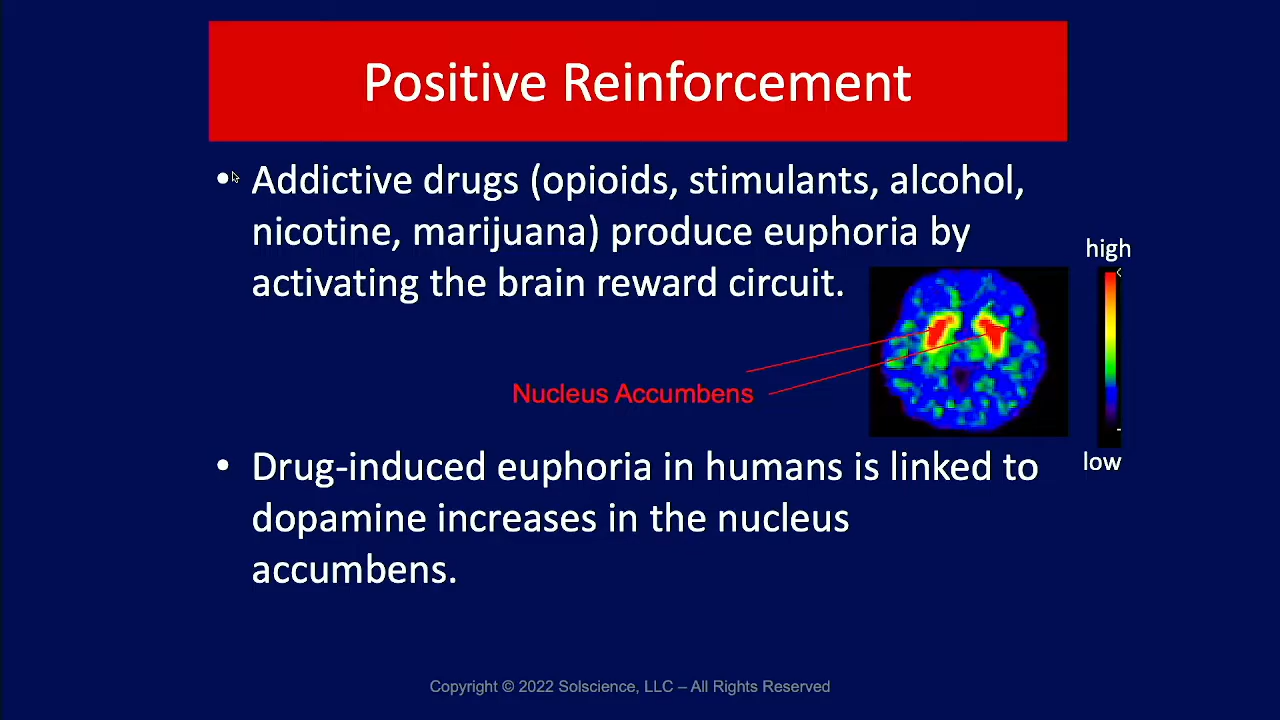 Positive Reinforcement
• Addictive drugs (opioids, stimulants, alcohol,
nicotine, marijuana) produce euphoria by
activating the brain reward circuit.
high
Nucleus Accumbens
low
• Drug-induced euphoria in humans is linked to
dopamine increases in the nucleus
accumbens.
Copyright © 2022 Solscience, LLC – All Rights Reserved